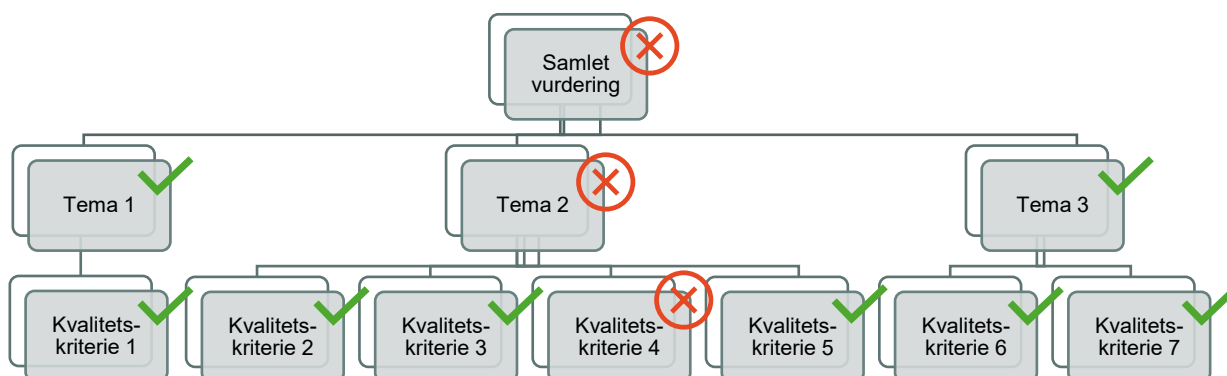 Samlet
vurdering
Tema 1
Tema 2
Tema 3
Kvalitets-
kriterie 1
Kvalitets-
kriterie 2
Kvalitets-
kriterie 3
Kvalitets-
kriterie 4
Kvalitets-
kriterie 5
Kvalitets-
kriterie 6
Kvalitets-
kriterie 7